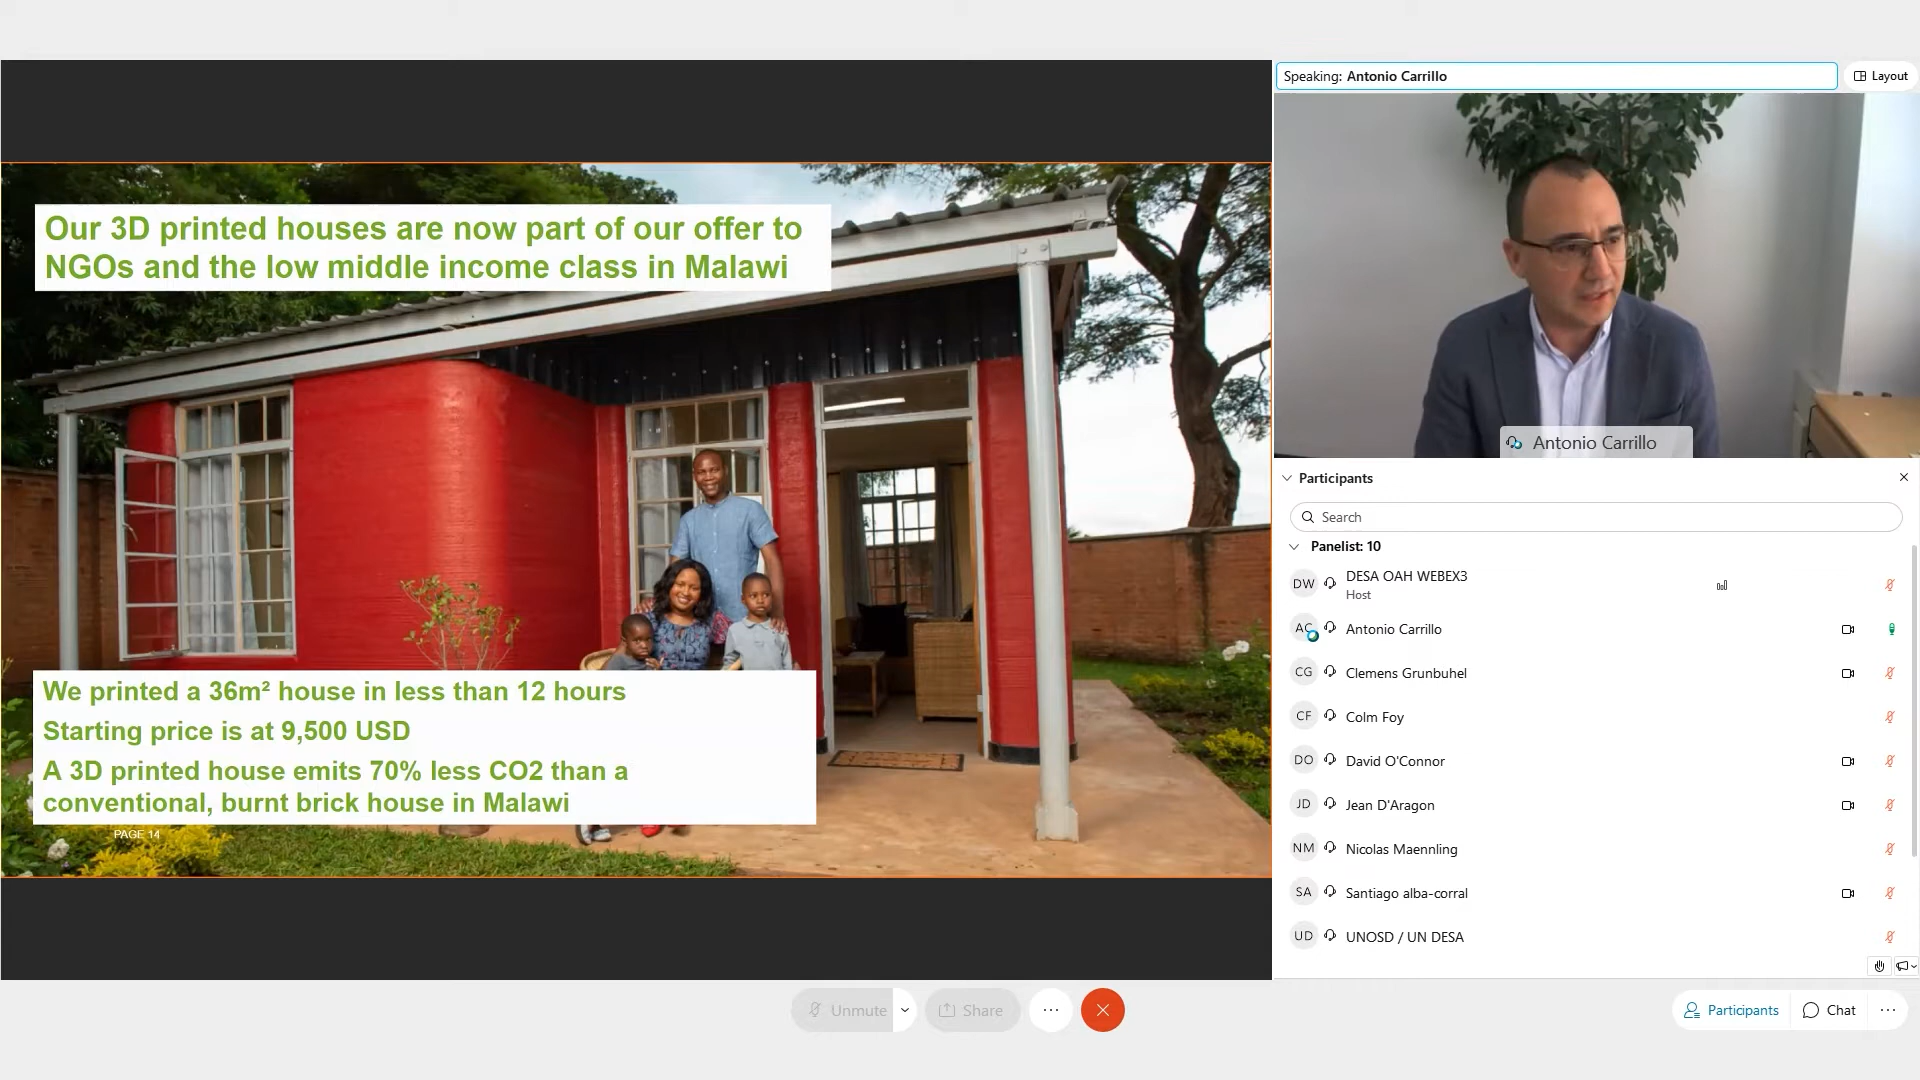 Speaking: Antonio Carrillo
Layout
Our 3D printed houses are now part of our offer to
NGOs and the low middle income class in Malawi
We printed a 36m² house in less than 12 hours
Starting price is at 9,500 USD
A 3D printed house emits 70% less CO2 than a
conventional, burnt brick house in Malawi
PAGE 14
Antonio Carrillo
Participants
Search
Panelist: 10
DW DESA OAH WEBEX3
Host
AC Antonio Carrillo
CG Clemens Grunbuhel
CF Colm Foy
DO David O'Connor
JD Jean D'Aragon
NM Nicolas Maennling
SA Santiago alba-corral
UD UNOSD / UN DESA
Unmute
Share
Participants
Chat